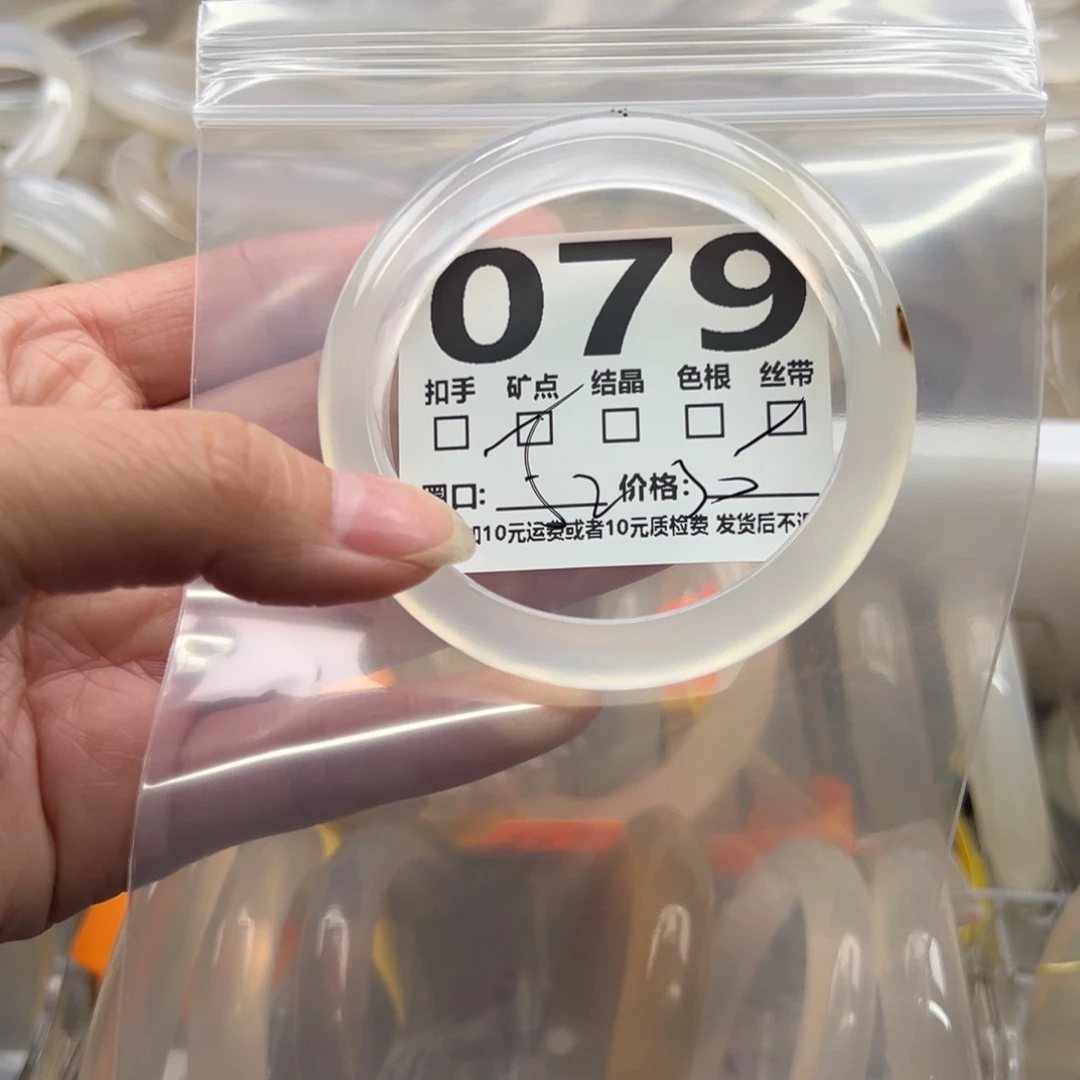 079
扣手 矿点 结晶 色根 丝带
口: 价格:
10元运费或者10元质检费 发货后不